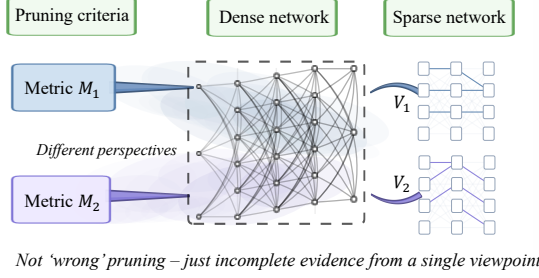 Pruning criteria
Dense network
Sparse network
Metric M₁
V₁
Different perspectives
Metric M₂
V₂
Not ‘wrong’ pruning – just incomplete evidence from a single viewpoint